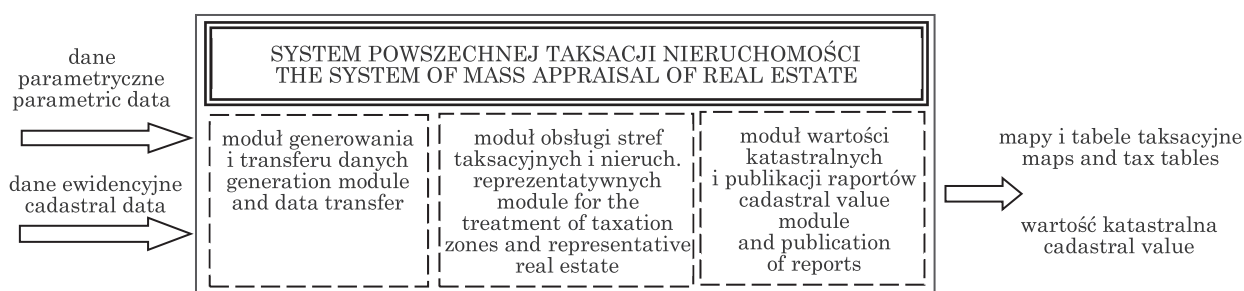 dane
parametryczne
parametric data
dane ewidencyjne
cadastral data
SYSTEM POWSZECHNEJ TAKSACJI NIERUCHOMOŚCI
THE SYSTEM OF MASS APPRAISAL OF REAL ESTATE
moduł generowania
i transferu danych
generation module
and data transfer
moduł obsługi stref
taksacyjnych i nieruch.
reprezentatywnych
module for the
treatment of taxation
zones and representative
real estate
moduł wartości
katastralnych
i publikacji raportów
cadastral value
module
and publication
of reports
mapy i tabele taksacyjne
maps and tax tables
wartość katastralna
cadastral value